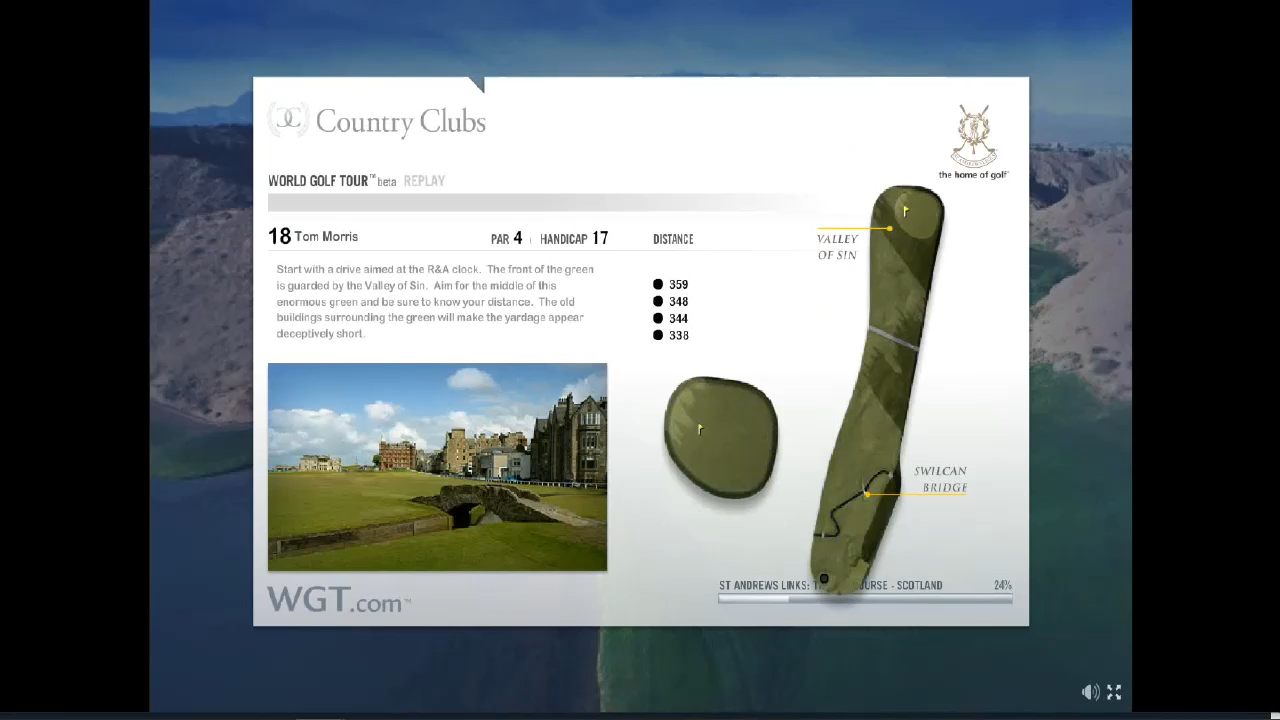 Country Clubs
the home of golf
WORLD GOLF TOUR™ beta REPLAY
18 Tom Morris
PAR 4 HANDICAP 17
DISTANCE
Start with a drive aimed at the R&A clock. The front of the green
is guarded by the Valley of Sin. Aim for the middle of this
enormous green and be sure to know your distance. The old
buildings surrounding the green will make the yardage appear
deceptively short.
359
348
344
338
VALLEY
OF SIN
SWILCAN
BRIDGE
WGT.com™
ST ANDREWS LINKS: - SCOTLAND 24%